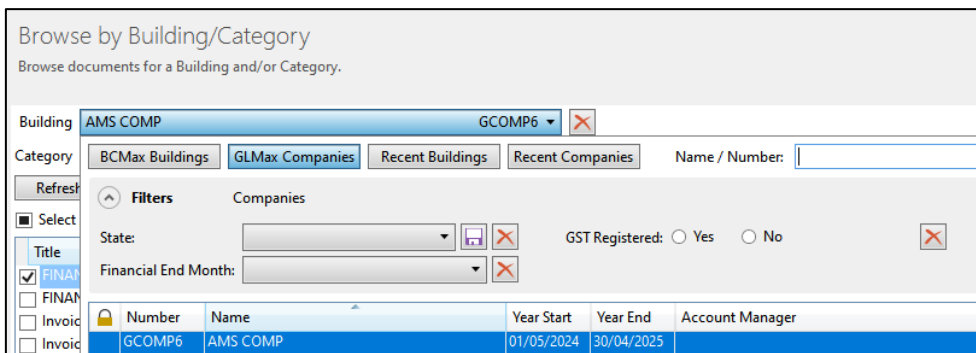 Browse by Building/Category
Browse documents for a Building and/or Category.
Building AMS COMP GCOMP6
Category BCMax Buildings GLMax Companies Recent Buildings Recent Companies Name / Number:
Refresh Filters Companies
Select State: GST Registered: Yes No
Title Financial End Month:
FINAN
FINAN
Invoic Number Name Year Start Year End Account Manager
Invoic GCOMP6 AMS COMP 01/05/2024 30/04/2025